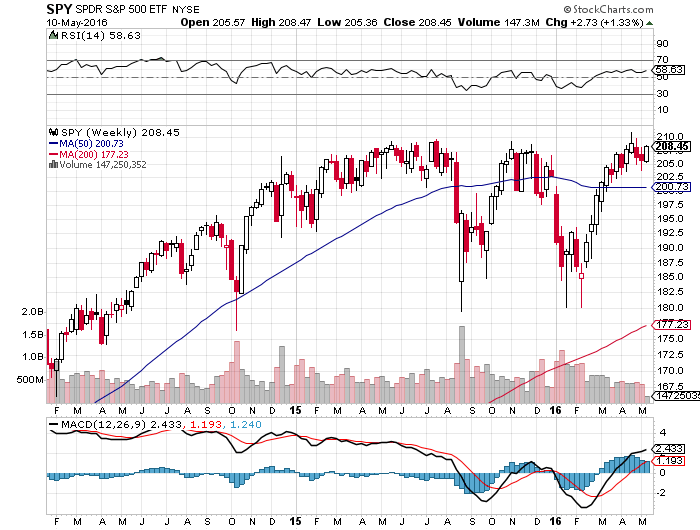 SPY SPDR S&P 500 ETF NYSE © StockCharts.com
10-May-2016 Open 205.57 High 208.47 Low 205.36 Close 208.45 Volume 147.3M Chg +2.73 (+1.33%)
RSI(14) 58.63
90
70
58.63
50
30
10
SPY (Weekly) 208.45
MA(50) 200.73
MA(200) 177.23
Volume 147,250,352
210.0
208.45
207.5
205.0
202.5
200.73
197.5
195.0
192.5
190.0
187.5
185.0
182.5
180.0
177.23
175.0
172.5
170.0
167.5
14725035
2.0B
1.5B
1.0B
500M
F M A M J J A S O N D 15 F M A M J J A S O N D 16 F M A M
MACD(12,26,9) 2.433, 1.193, 1.240
4
2.433
1.193
0
-2
F M A M J J A S O N D 15 F M A M J J A S O N D 16 F M A M